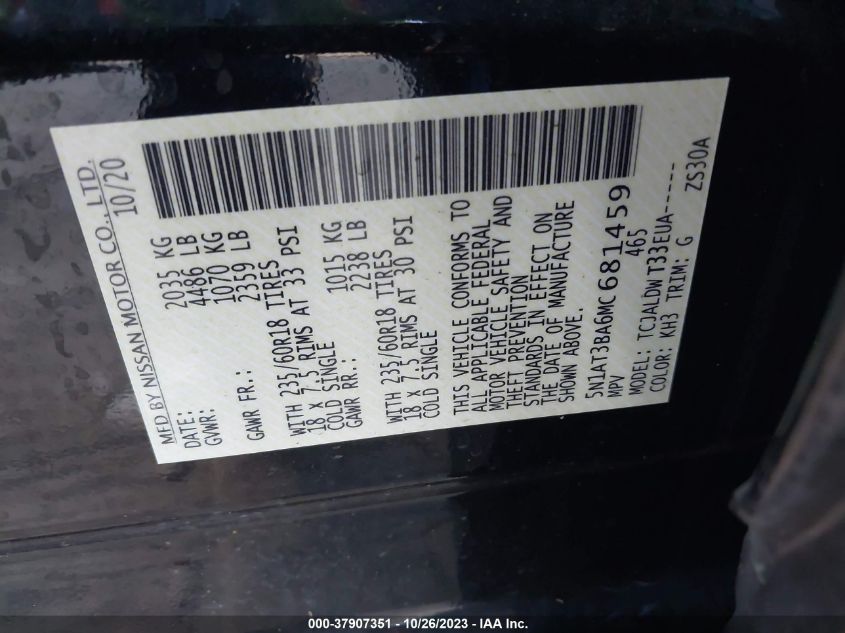 MFD BY NISSAN MOTOR CO., LTD.
DATE: 10/20
GVWR: 2035 KG
4486 LB
GAWR FR.: 1070 KG
2359 LB
WITH 235/60R18 TIRES
18 x 7.5 RIMS AT 33 PSI
COLD SINGLE
GAWR RR.: 1015 KG
2238 LB
WITH 235/60R18 TIRES
18 x 7.5 RIMS AT 30 PSI
COLD SINGLE
THIS VEHICLE CONFORMS TO
ALL APPLICABLE FEDERAL
MOTOR VEHICLE SAFETY AND
THEFT PREVENTION
STANDARDS IN EFFECT ON
THE DATE OF MANUFACTURE
SHOWN ABOVE.
5N1AT3BA6MC681459
MPV 465
MODEL: TCJALDW T33EUA-----
COLOR: KH3 TRIM: G ZS30A
000-37907351 - 10/26/2023 - IAA Inc.